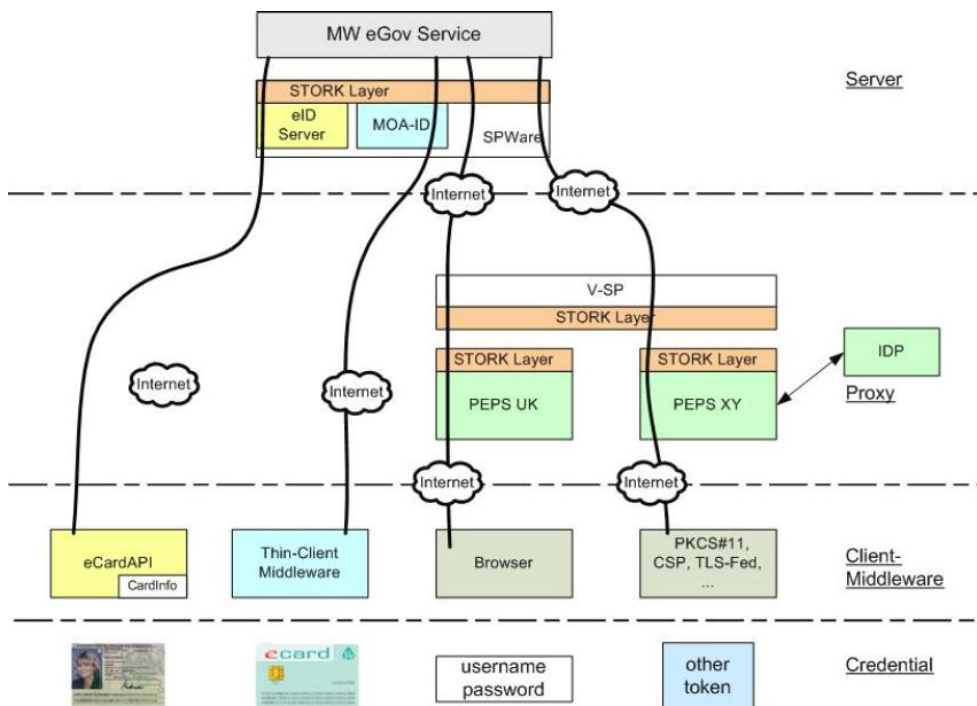 MW eGov Service
STORK Layer
eID
Server
MOA-ID
SPWare
Server
Internet
Internet
V-SP
STORK Layer
STORK Layer
PEPS UK
STORK Layer
PEPS XY
IDP
Proxy
Internet
Internet
Internet
Internet
eCardAPI
CardInfo
Thin-Client
Middleware
Browser
PKCS#11,
CSP, TLS-Fed,
...
Client-
Middleware
ecard
username
password
other
token
Credential